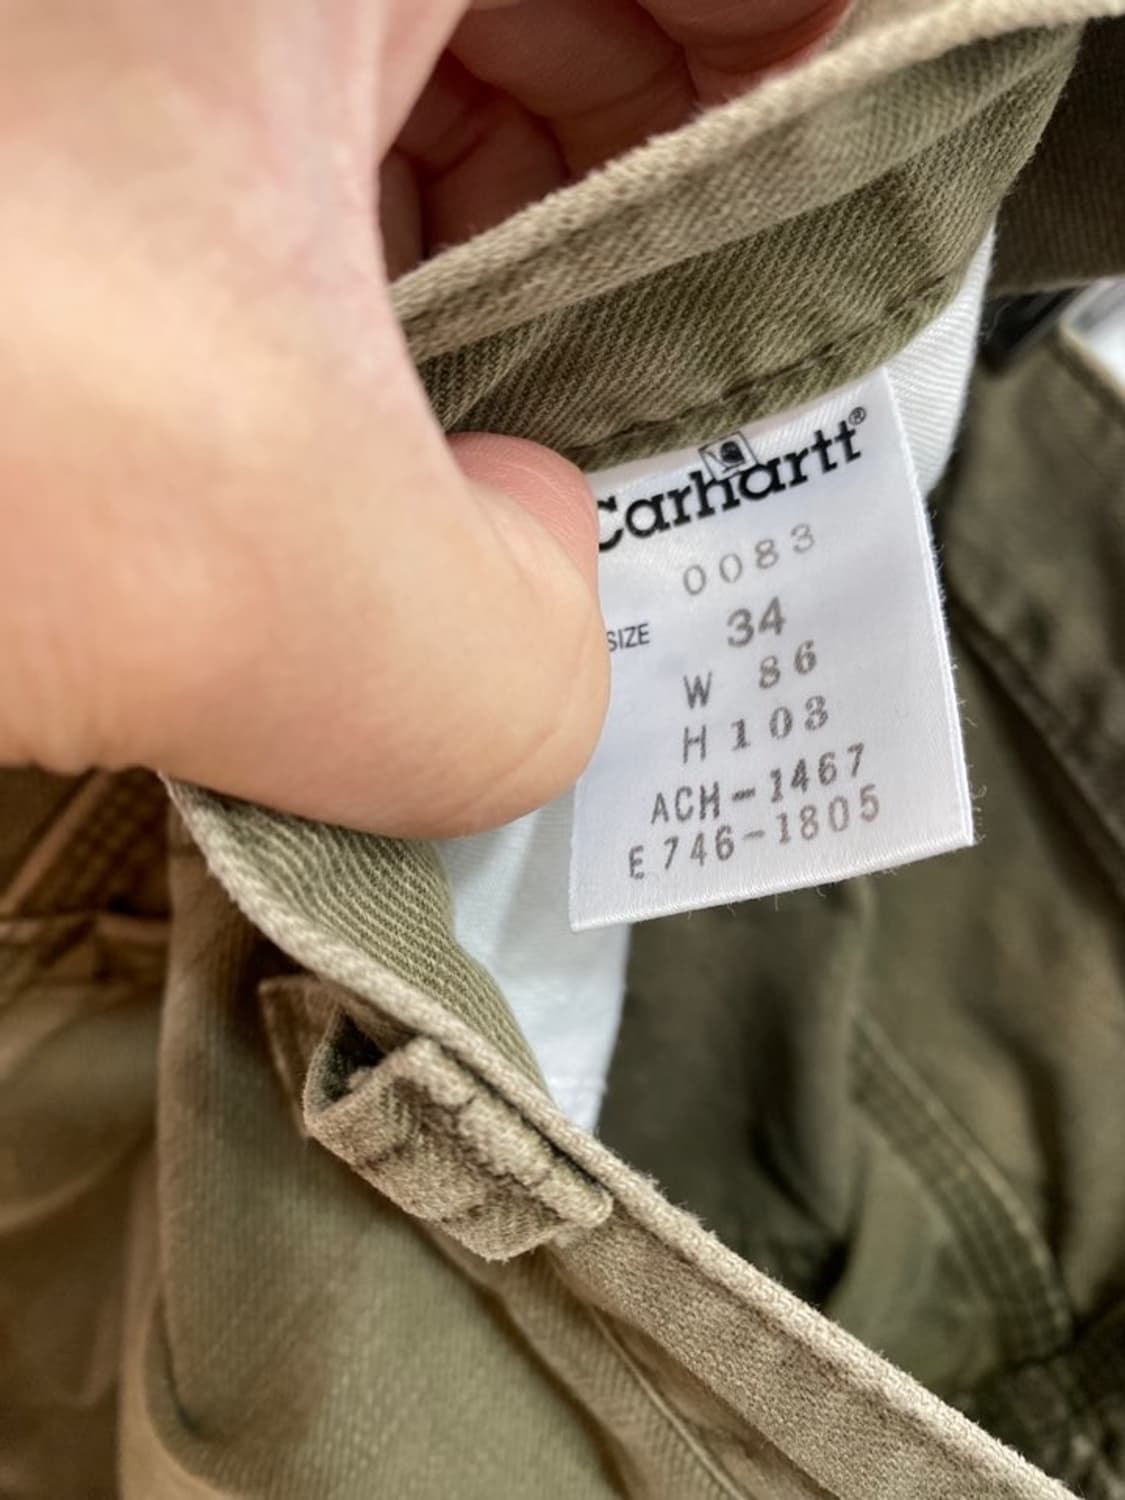 Carhartt®
0083
SIZE 34
W 86
H 103
ACH-1467
E746-1805